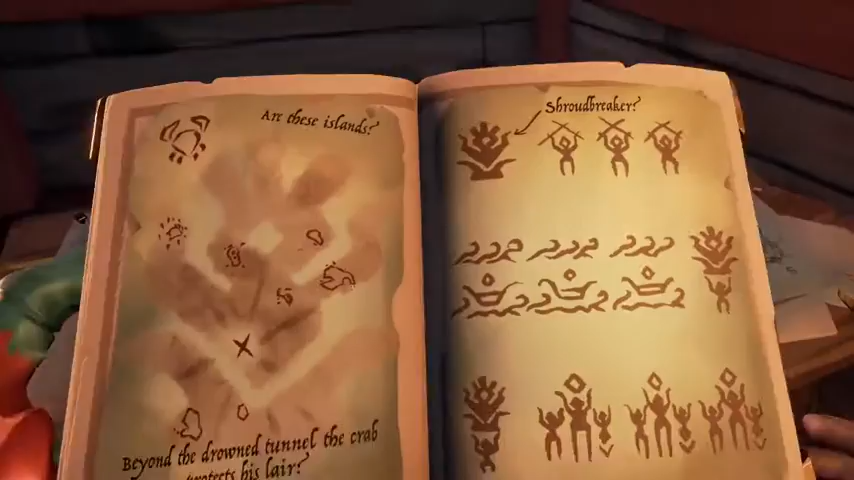 Are these islands?
Shroudbreaker?
Beyond the drowned tunnel the crab
protects his lair?